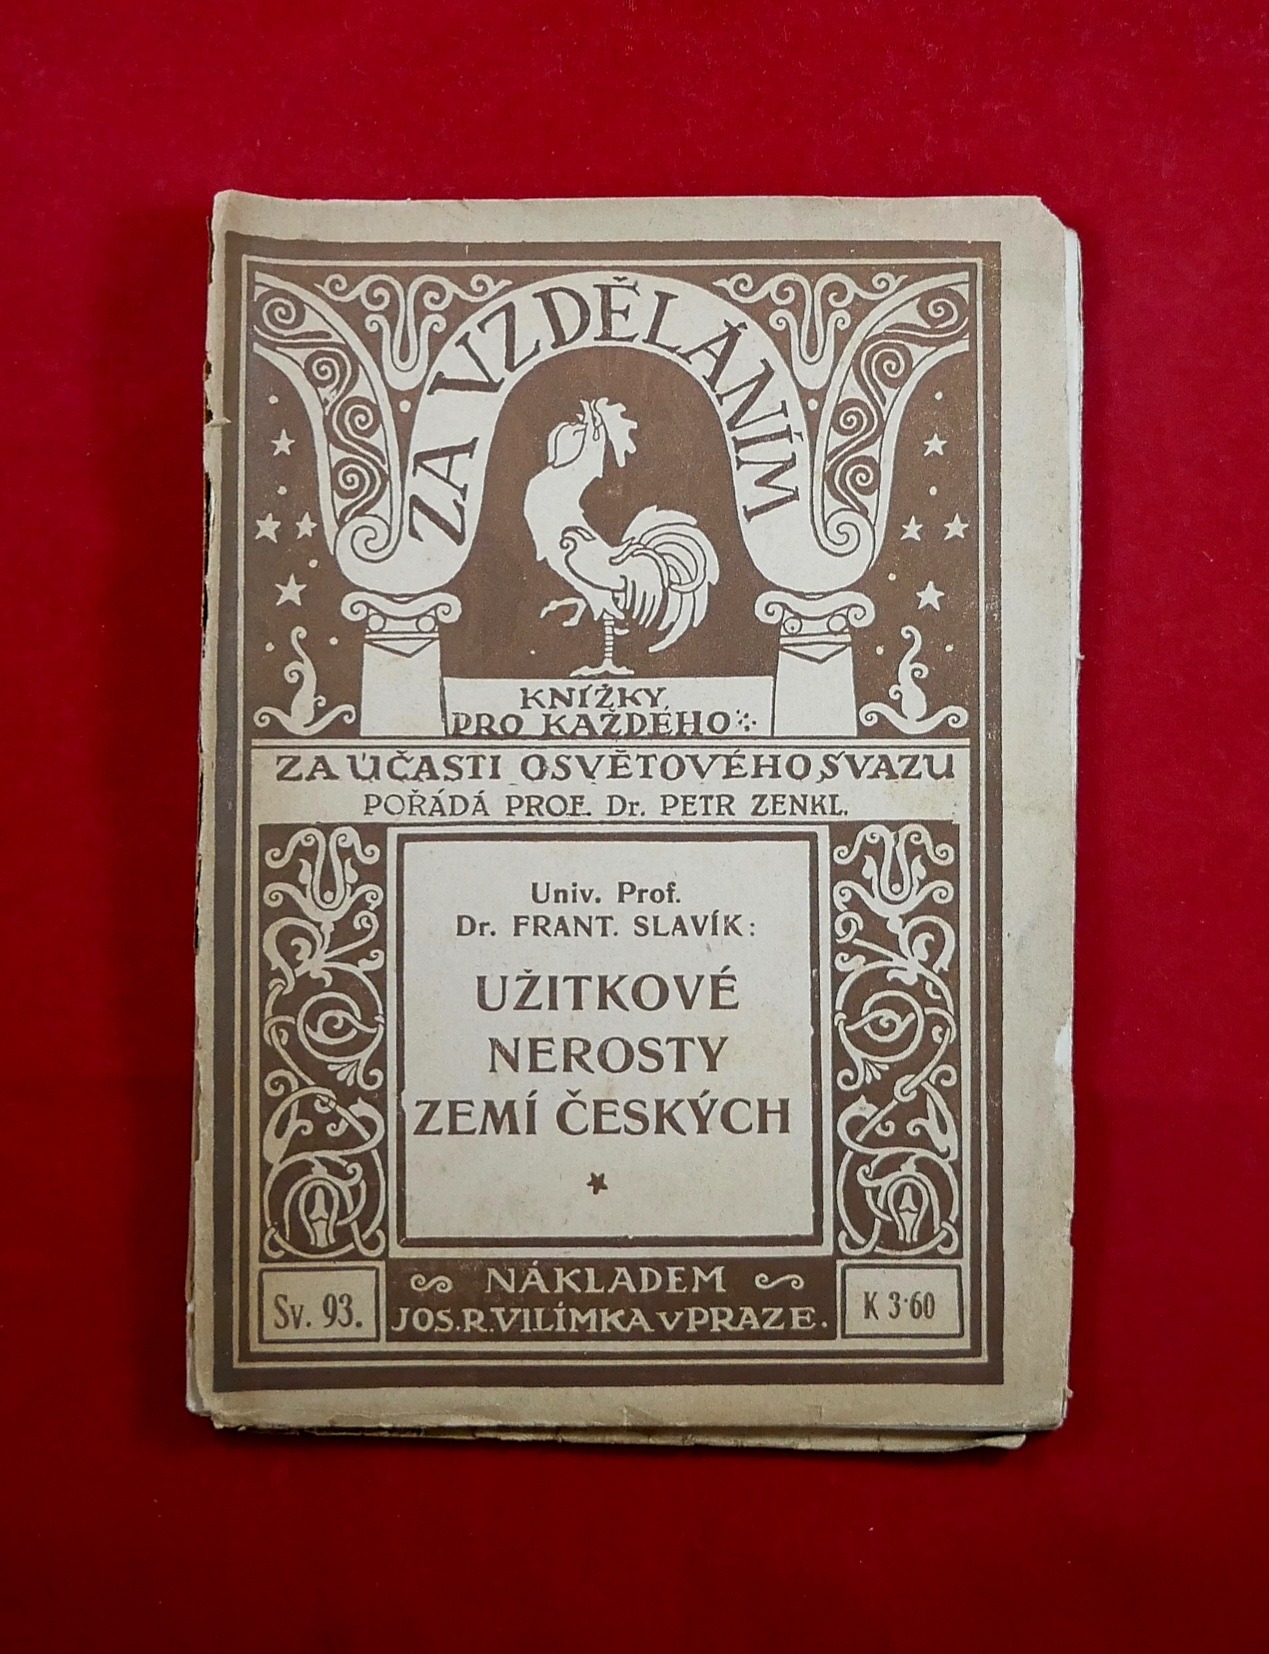 ZA VZDĚLÁNÍM
KNÍŽKY
PRO KAŽDÉHO
ZA ÚČASTI OSVĚTOVÉHO SVAZU
POŘÁDÁ PROF. Dr. PETR ZENKL.
Univ. Prof.
Dr. FRANT. SLAVÍK:
UŽITKOVÉ
NEROSTY
ZEMÍ ČESKÝCH
NÁKLADEM
JOS. R. VILÍMKA V PRAZE.
Sv. 93.
K 3·60